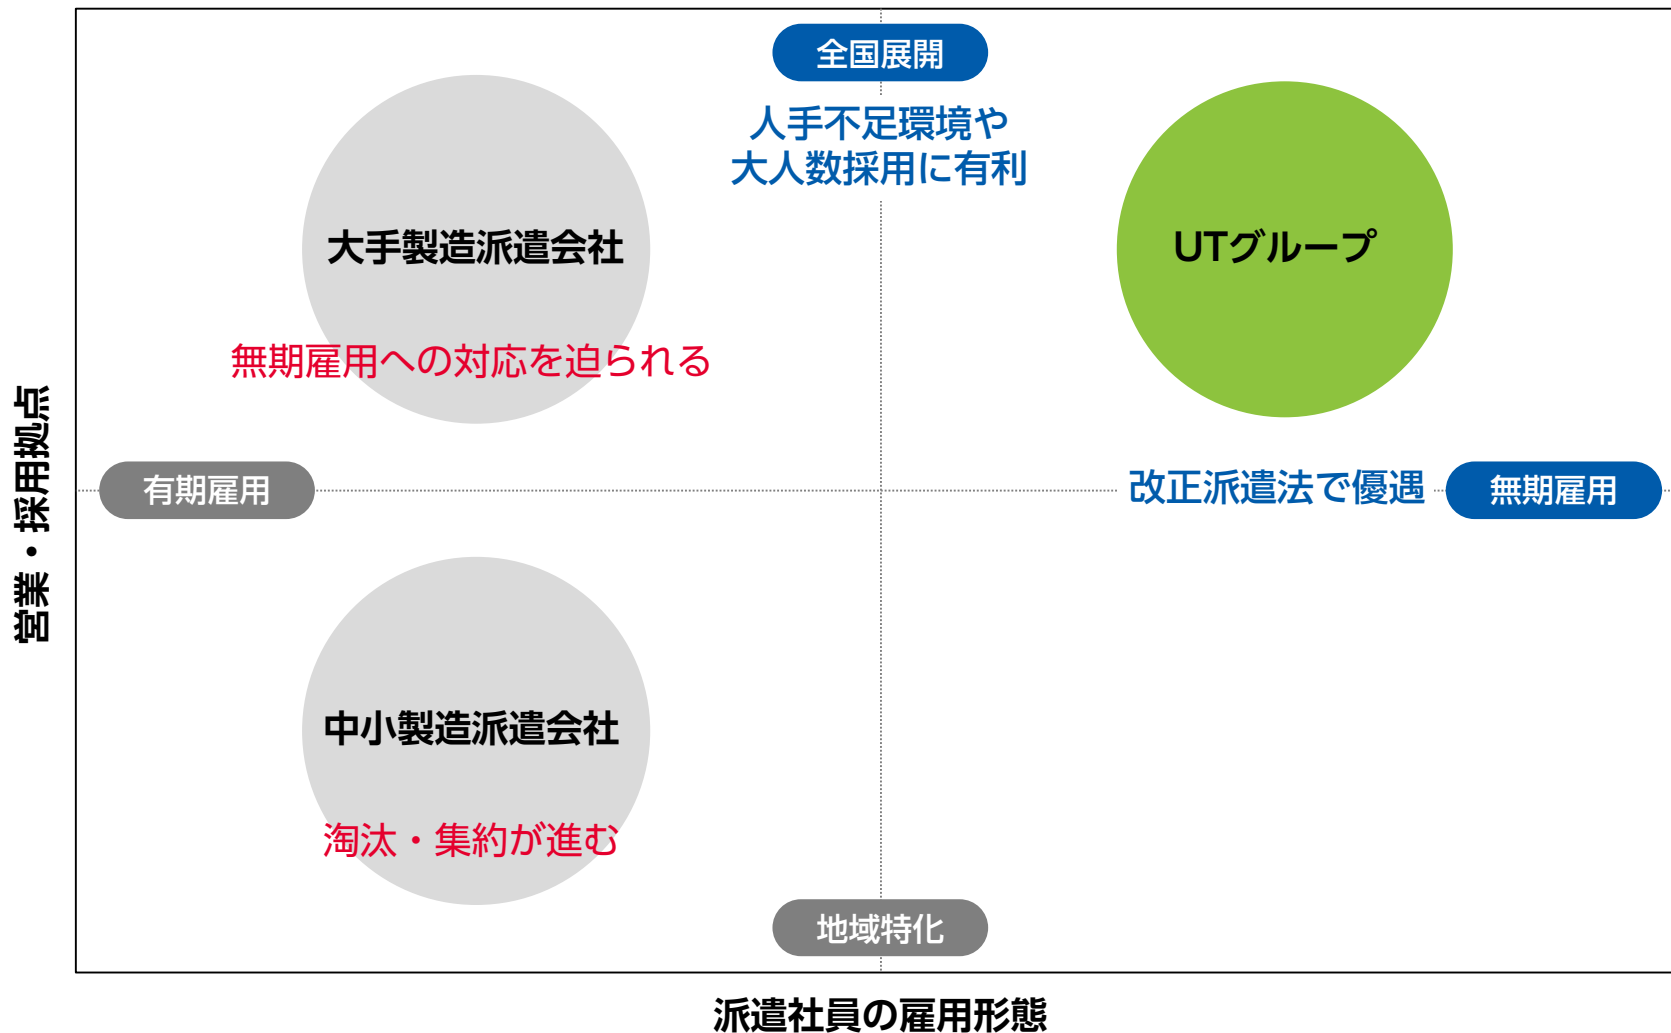 全国展開
人手不足環境や
大人数採用に有利
大手製造派遣会社
無期雇用への対応を迫られる
UTグループ
営業・採用拠点
有期雇用
改正派遣法で優遇
無期雇用
中小製造派遣会社
淘汰・集約が進む
地域特化
派遣社員の雇用形態